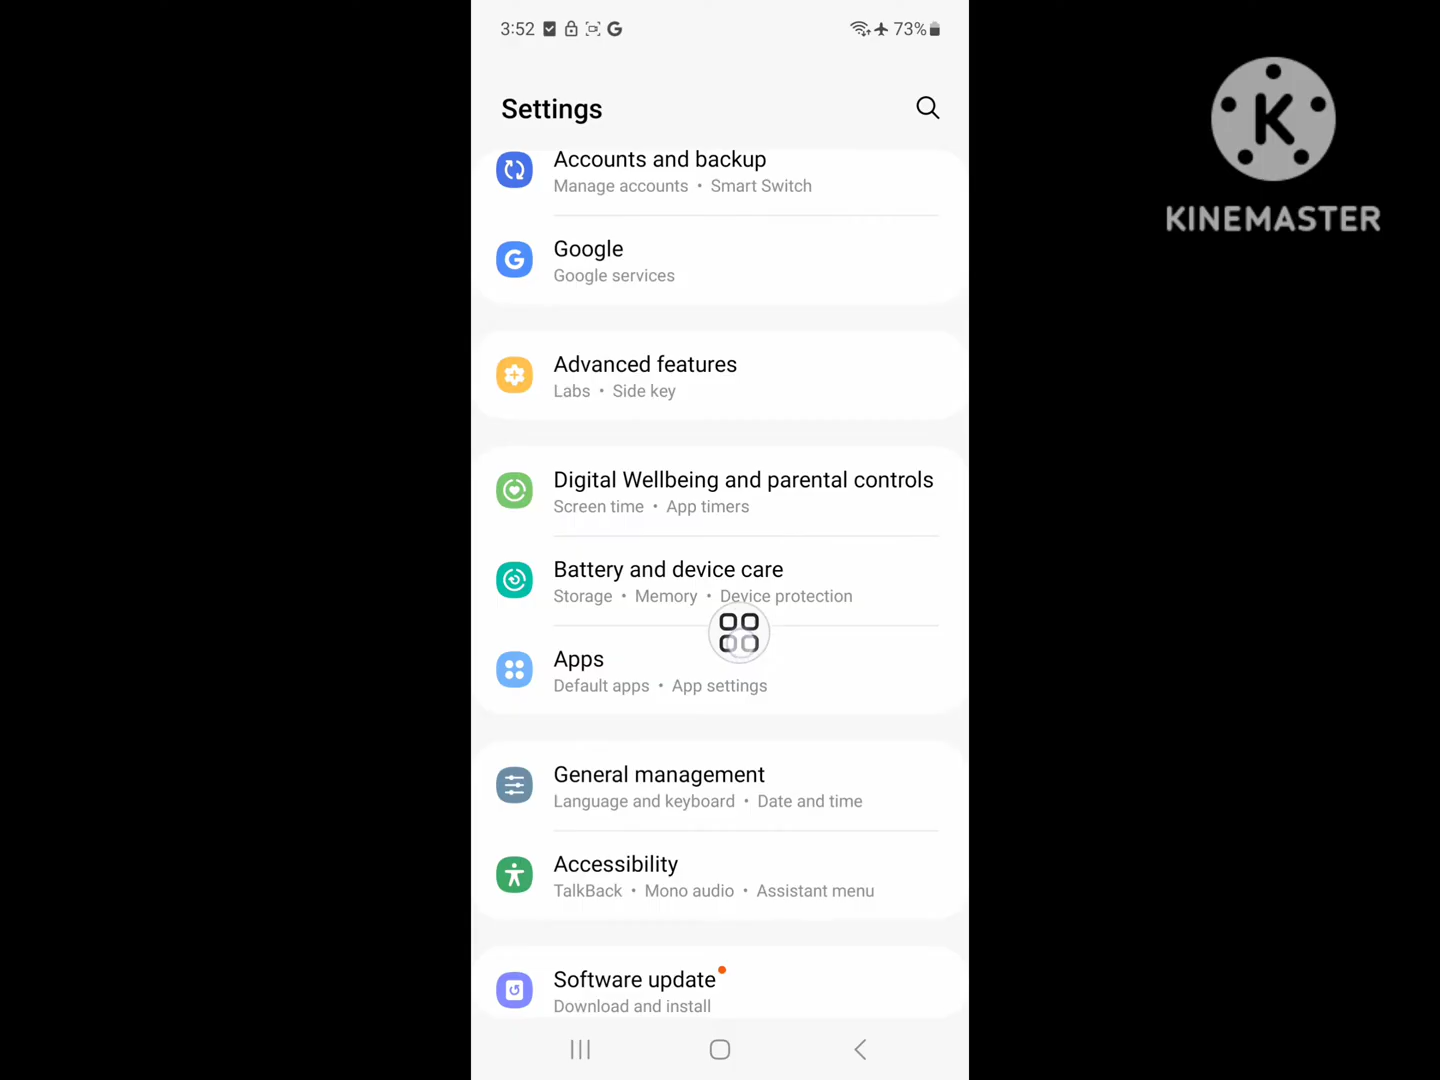 3:52 73%
Settings
Accounts and backup
Manage accounts • Smart Switch
Google
Google services
Advanced features
Labs • Side key
Digital Wellbeing and parental controls
Screen time • App timers
Battery and device care
Storage • Memory • Device protection
Apps
Default apps • App settings
General management
Language and keyboard • Date and time
Accessibility
TalkBack • Mono audio • Assistant menu
Software update
Download and install
K
KINEMASTER